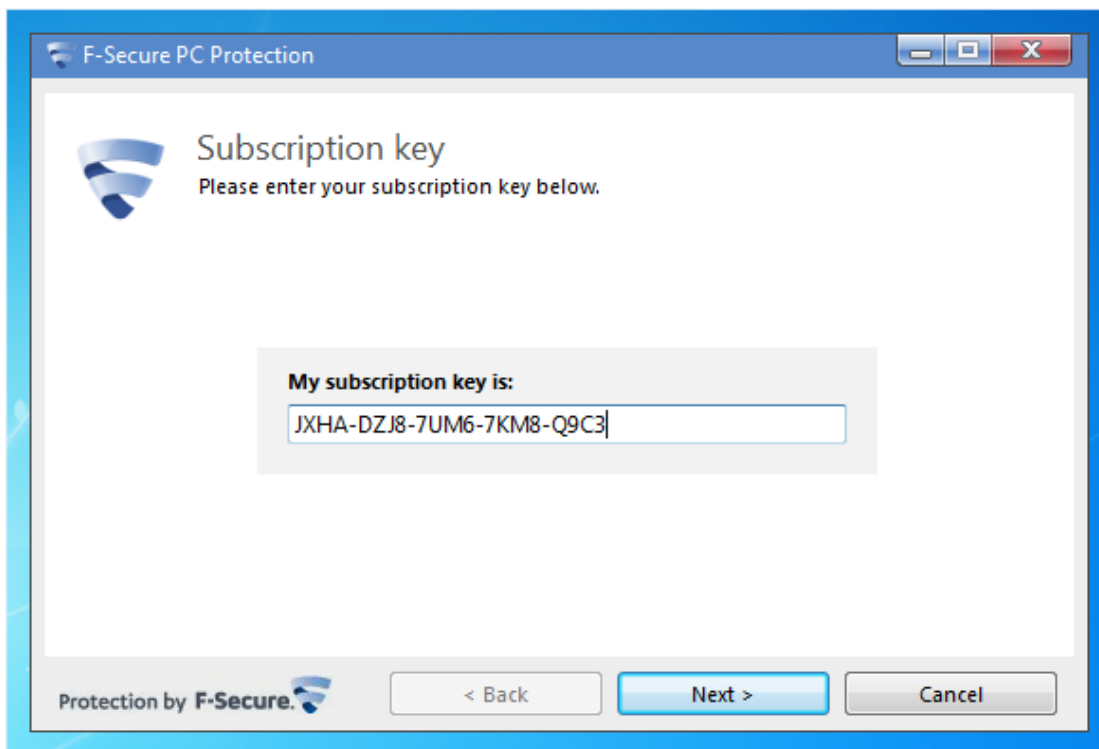 F-Secure PC Protection
Subscription key
Please enter your subscription key below.
My subscription key is:
JXHA-DZJ8-7UM6-7KM8-Q9C3
Protection by F-Secure.
< Back
Next >
Cancel